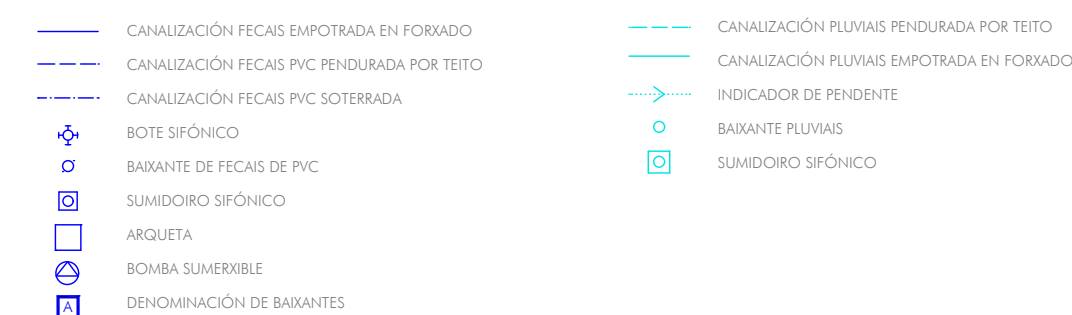 CANALIZACIÓN FECAIS EMPOTRADA EN FORXADO
CANALIZACIÓN FECAIS PVC PENDURADA POR TEITO
CANALIZACIÓN FECAIS PVC SOTERRADA
BOTE SIFÓNICO
BAIXANTE DE FECAIS DE PVC
SUMIDOIRO SIFÓNICO
ARQUETA
BOMBA SUMERXIBLE
A DENOMINACIÓN DE BAIXANTES
CANALIZACIÓN PLUVIAIS PENDURADA POR TEITO
CANALIZACIÓN PLUVIAIS EMPOTRADA EN FORXADO
INDICADOR DE PENDENTE
BAIXANTE PLUVIAIS
SUMIDOIRO SIFÓNICO